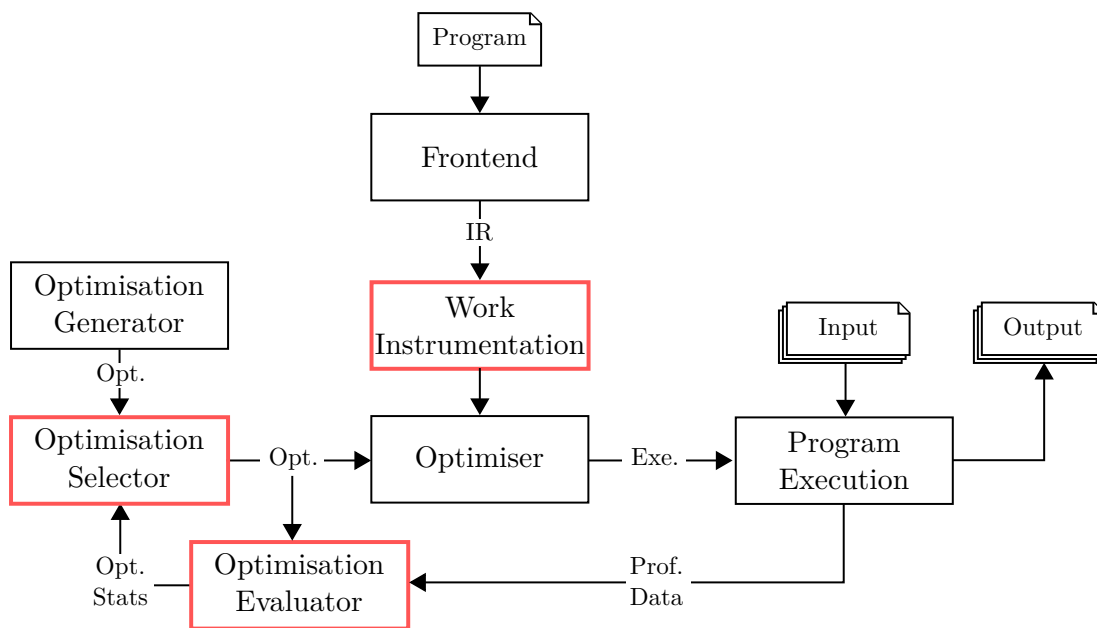 Program
Frontend
IR
Optimisation
Generator
Work
Instrumentation
Input
Output
Opt.
Optimisation
Selector
Opt.
Optimiser
Exe.
Program
Execution
Opt.
Stats
Optimisation
Evaluator
Prof.
Data